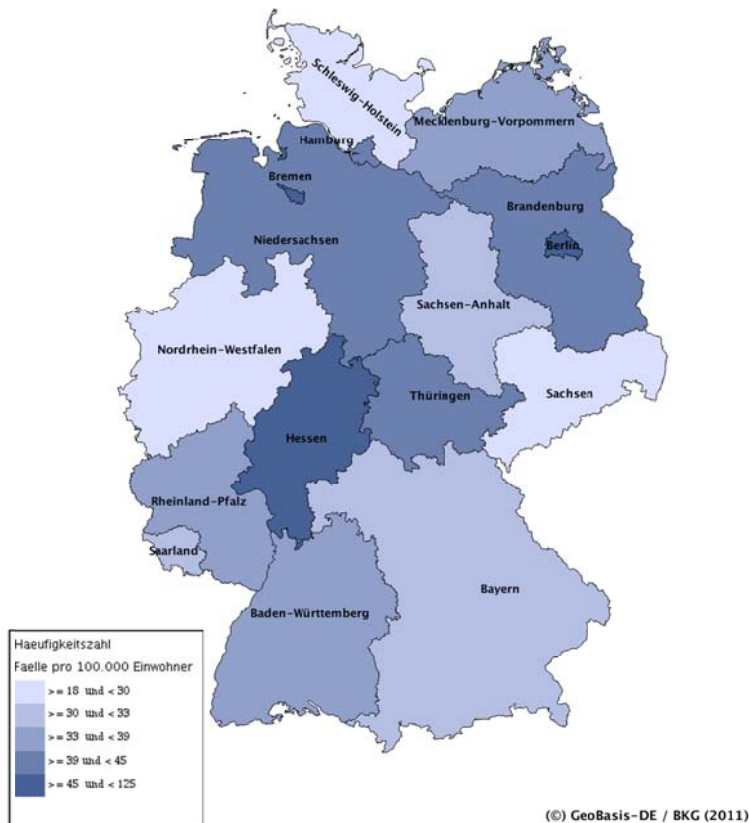 Schleswig-Holstein
Mecklenburg-Vorpommern
Hamburg
Bremen
Brandenburg
Niedersachsen
Berlin
Sachsen-Anhalt
Nordrhein-Westfalen
Thüringen
Sachsen
Hessen
Rheinland-Pfalz
Saarland
Bayern
Baden-Württemberg
Haeufigkeitszahl
Faelle pro 100.000 Einwohner
>= 18 und < 30
>= 30 und < 33
>= 33 und < 39
>= 39 und < 45
>= 45 und < 125
(©) GeoBasis-DE / BKG (2011)